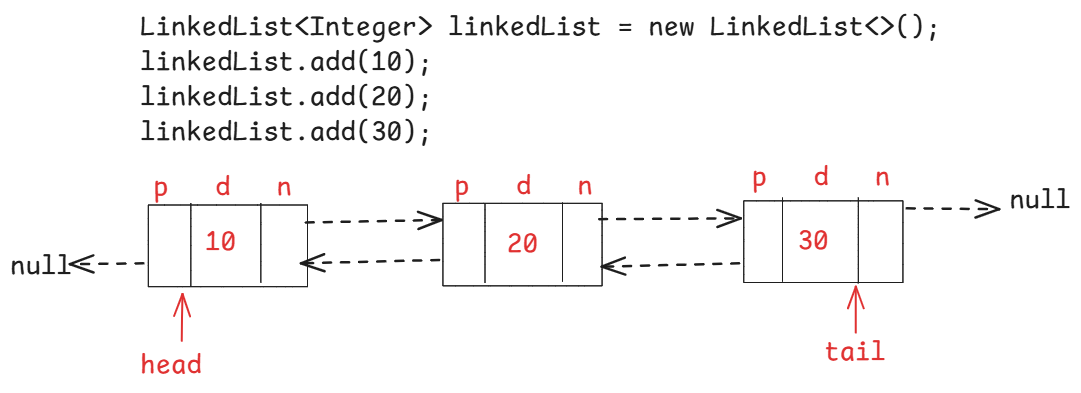 LinkedList<Integer> linkedList = new LinkedList<>();
linkedList.add(10);
linkedList.add(20);
linkedList.add(30);
p d n p d n p d n
null 10 20 30 null
head tail